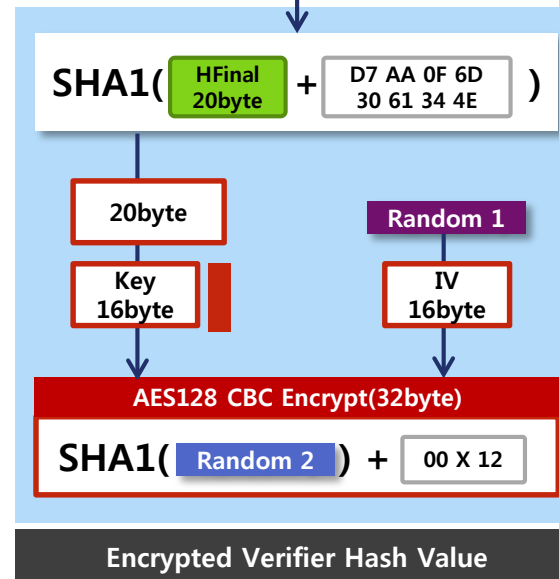 SHA1( HFinal 20byte + D7 AA 0F 6D 30 61 34 4E )
20byte
Random 1
Key 16byte
IV 16byte
AES128 CBC Encrypt(32byte)
SHA1( Random 2 ) + 00 X 12
Encrypted Verifier Hash Value